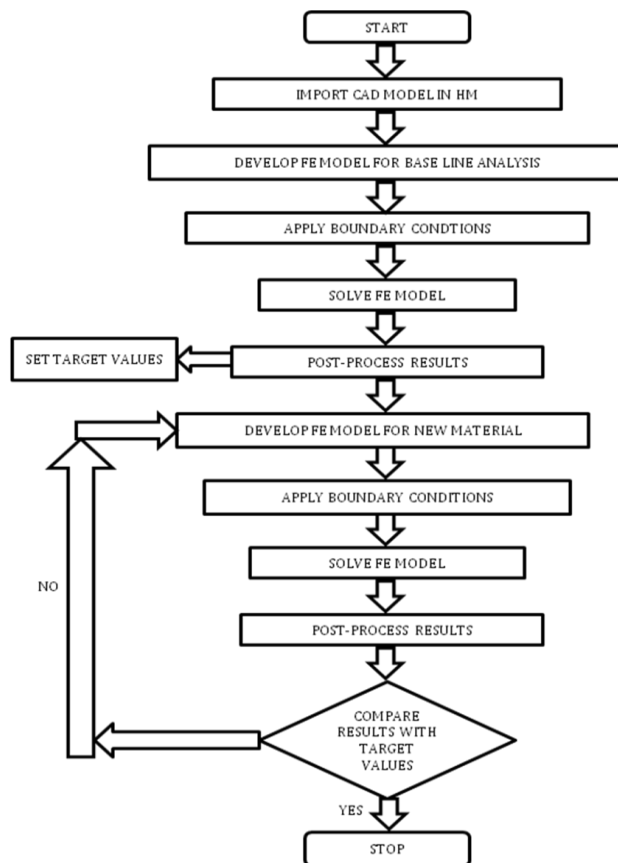 START
IMPORT CAD MODEL IN HM
DEVELOP FE MODEL FOR BASE LINE ANALYSIS
APPLY BOUNDARY CONDTIONS
SOLVE FE MODEL
SET TARGET VALUES
POST-PROCESS RESULTS
DEVELOP FE MODEL FOR NEW MATERIAL
APPLY BOUNDARY CONDITIONS
SOLVE FE MODEL
NO
POST-PROCESS RESULTS
COMPARE
RESULTS WITH
TARGET
VALUES
YES
STOP